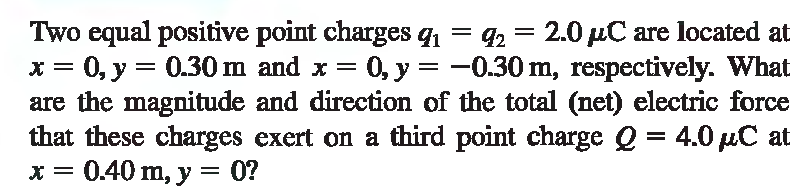 Two equal positive point charges q₁ = q₂ = 2.0 μC are located at
x = 0, y = 0.30 m and x = 0, y = −0.30 m, respectively. What
are the magnitude and direction of the total (net) electric force
that these charges exert on a third point charge Q = 4.0 μC at
x = 0.40 m, y = 0?